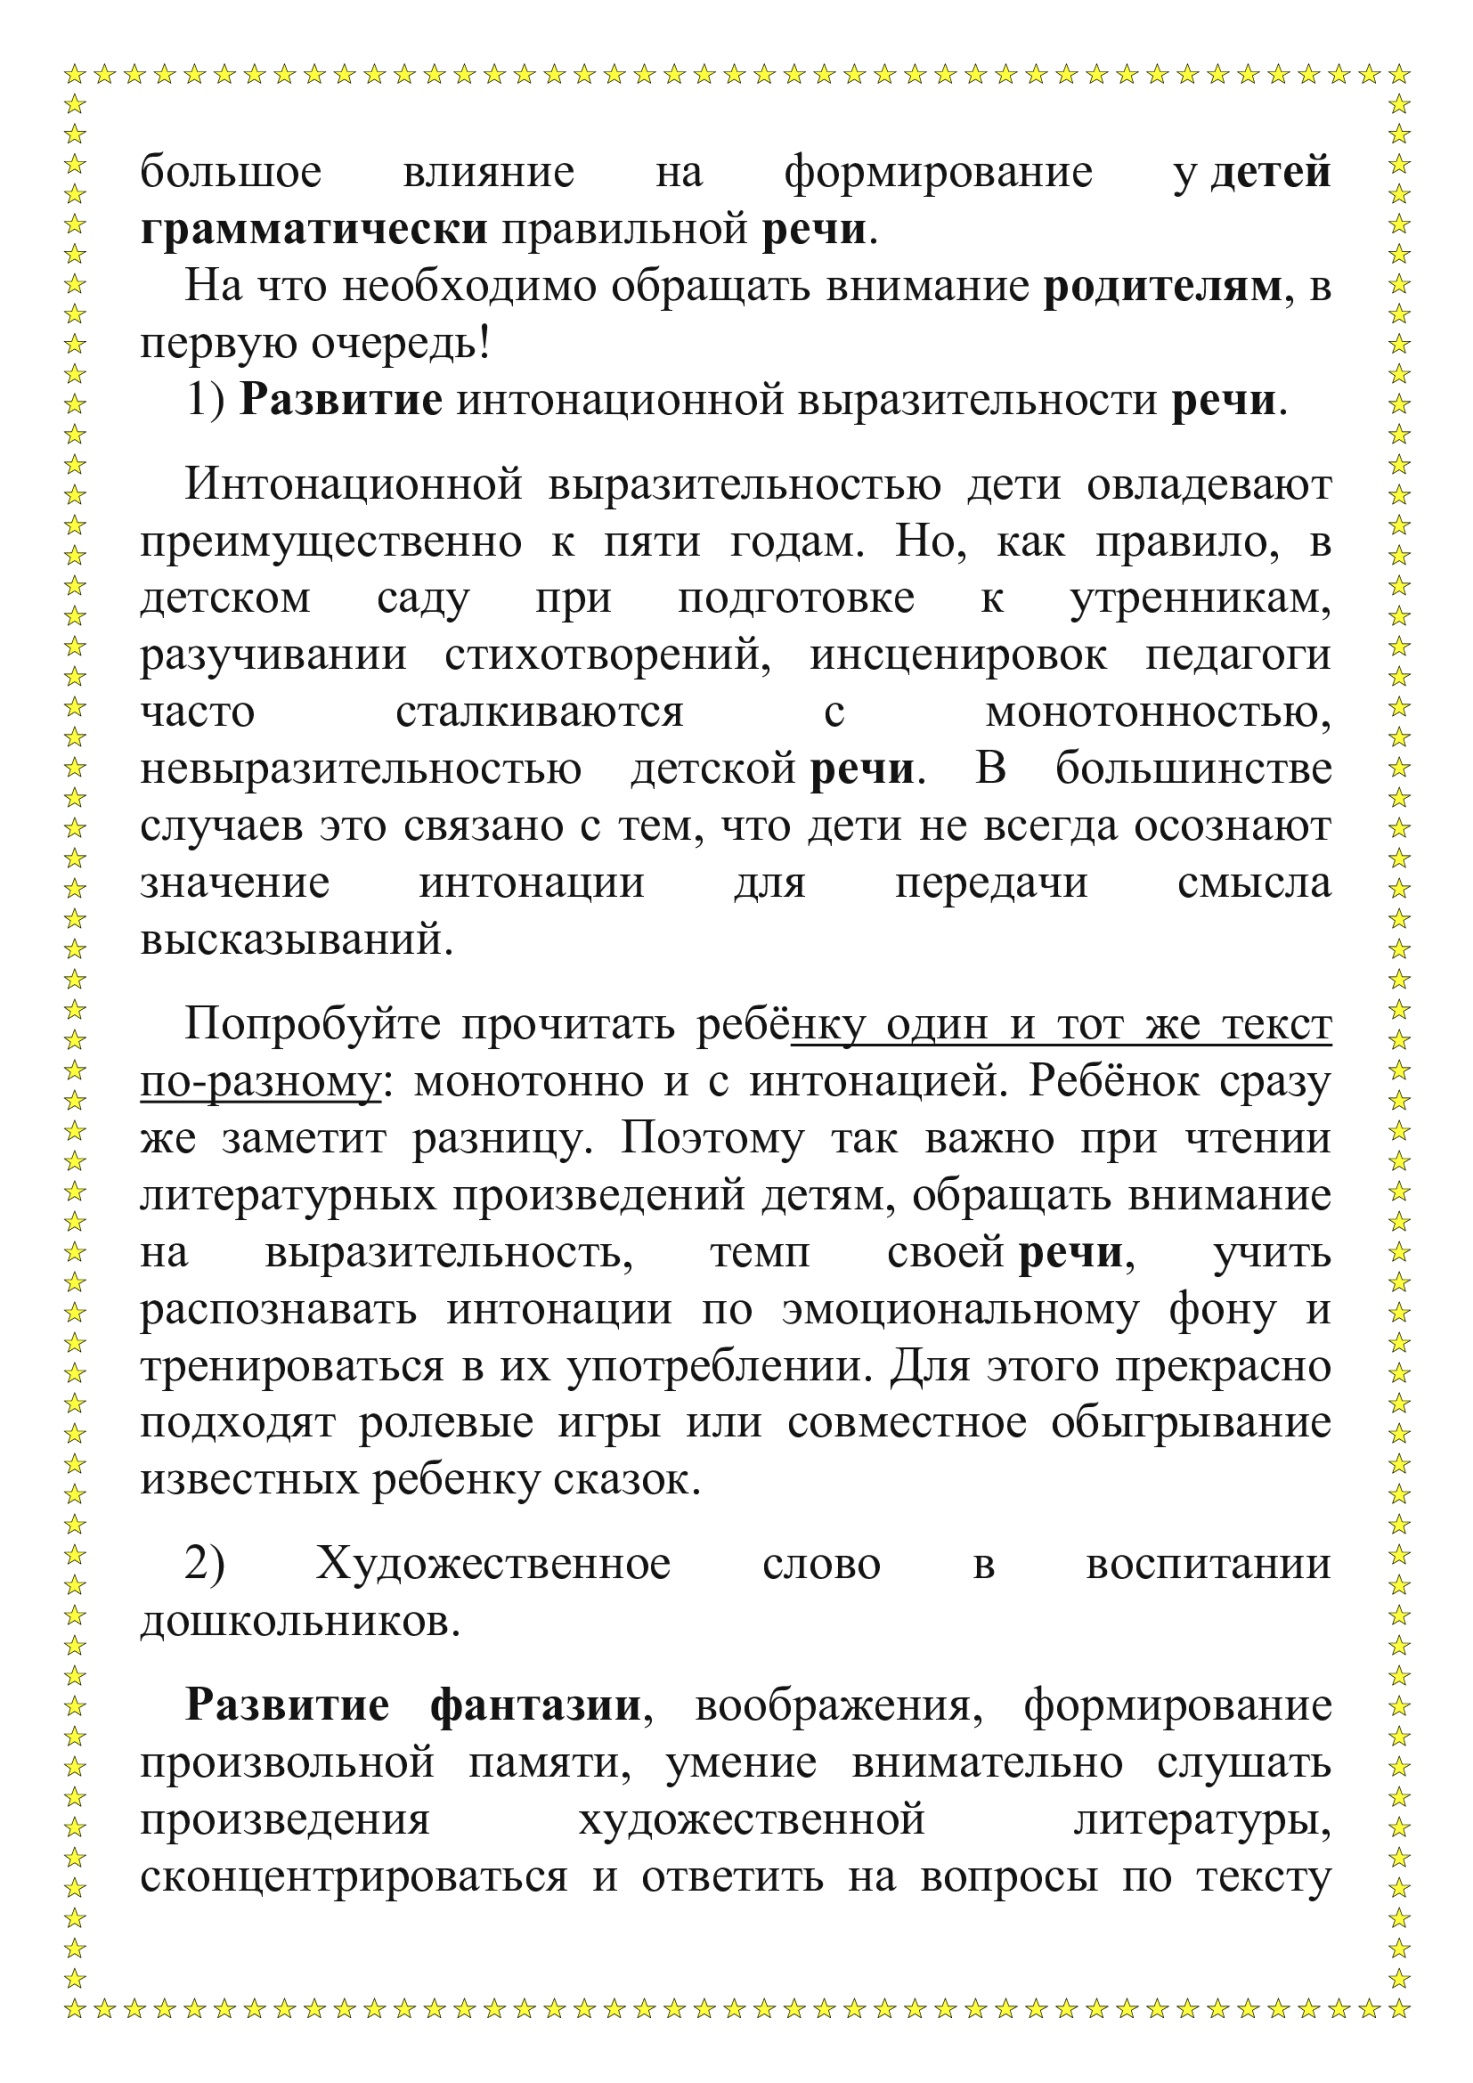 большое влияние на формирование у детей
грамматически правильной речи.
На что необходимо обращать внимание родителям, в
первую очередь!
1) Развитие интонационной выразительности речи.
Интонационной выразительностью дети овладевают
преимущественно к пяти годам. Но, как правило, в
детском саду при подготовке к утренникам,
разучивании стихотворений, инсценировок педагоги
часто сталкиваются с монотонностью,
невыразительностью детской речи. В большинстве
случаев это связано с тем, что дети не всегда осознают
значение интонации для передачи смысла
высказываний.
Попробуйте прочитать ребёнку один и тот же текст
по-разному: монотонно и с интонацией. Ребёнок сразу
же заметит разницу. Поэтому так важно при чтении
литературных произведений детям, обращать внимание
на выразительность, темп своей речи, учить
распознавать интонации по эмоциональному фону и
тренироваться в их употреблении. Для этого прекрасно
подходят ролевые игры или совместное обыгрывание
известных ребенку сказок.
2) Художественное слово в воспитании
дошкольников.
Развитие фантазии, воображения, формирование
произвольной памяти, умение внимательно слушать
произведения художественной литературы,
сконцентрироваться и ответить на вопросы по тексту